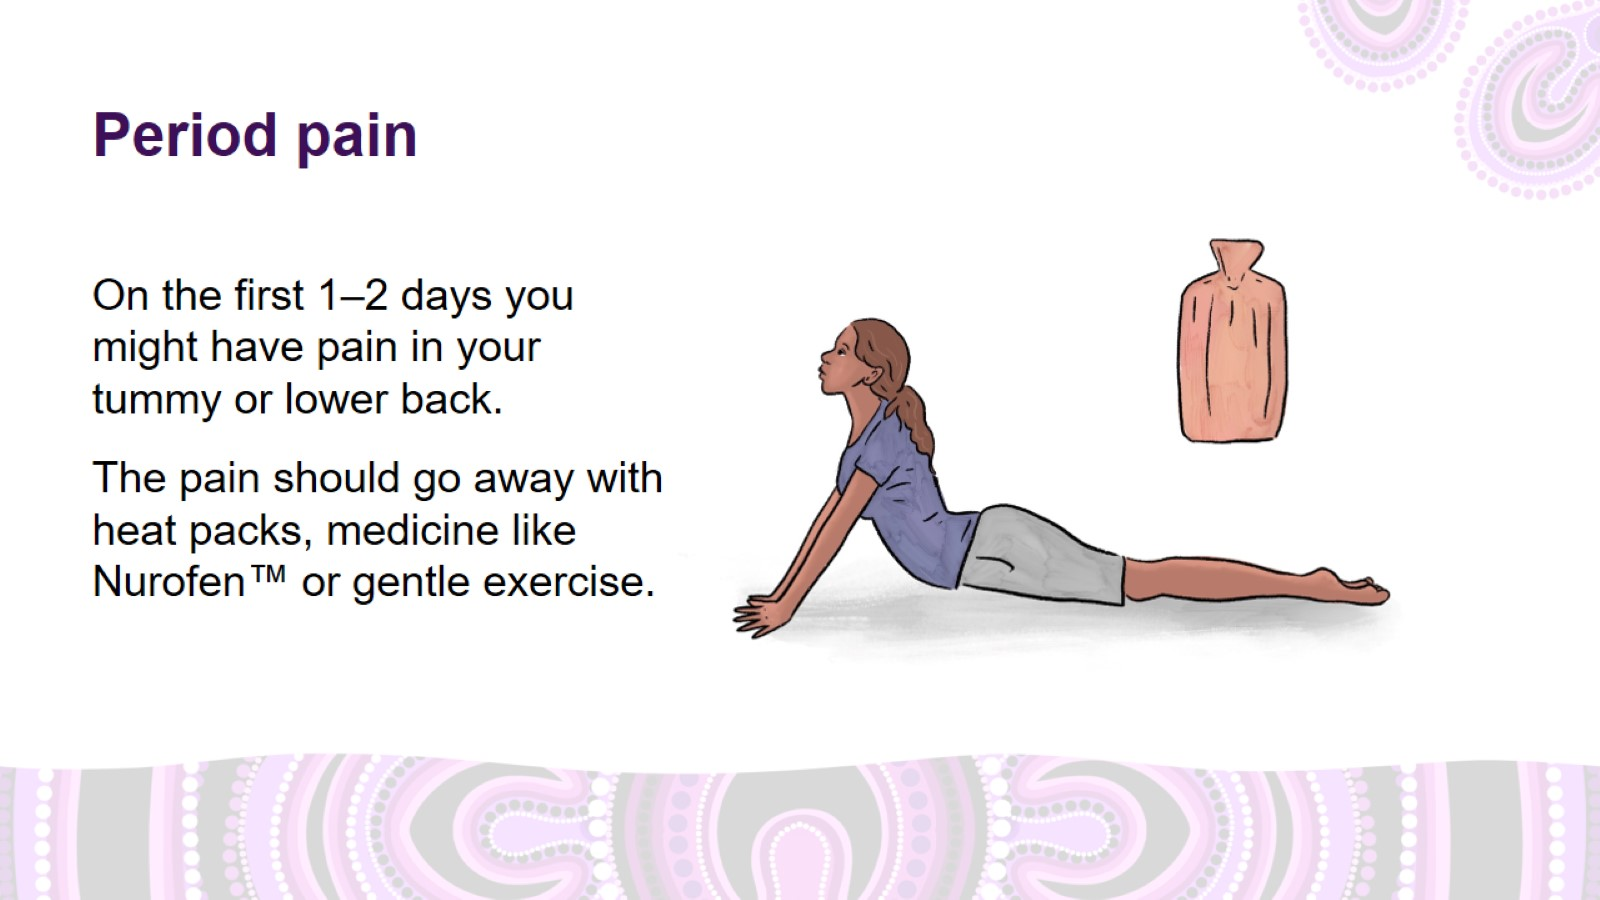 Period pain
On the first 1–2 days you
might have pain in your
tummy or lower back.
The pain should go away with
heat packs, medicine like
Nurofen™ or gentle exercise.